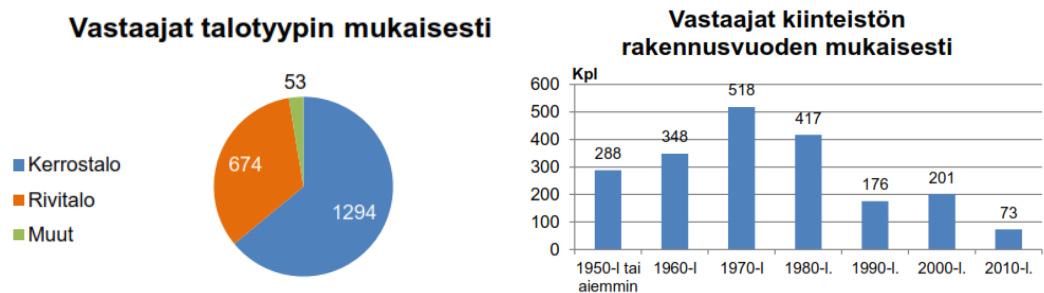 Vastaajat talotyypin mukaisesti
53
674
1294
Kerrostalo
Rivitalo
Muut
Vastaajat kiinteistön
rakennusvuoden mukaisesti
Kpl
600
500
400
300
200
100
0
288
348
518
417
176
201
73
1950-l tai
aiemmin
1960-l
1970-l
1980-l.
1990-l.
2000-l.
2010-l.